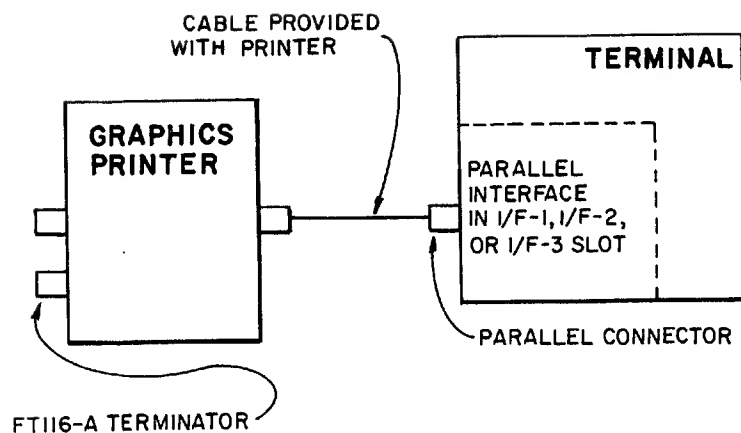 CABLE PROVIDED
WITH PRINTER
TERMINAL
GRAPHICS
PRINTER
PARALLEL
INTERFACE
IN I/F-1, I/F-2,
OR I/F-3 SLOT
PARALLEL CONNECTOR
FT116-A TERMINATOR